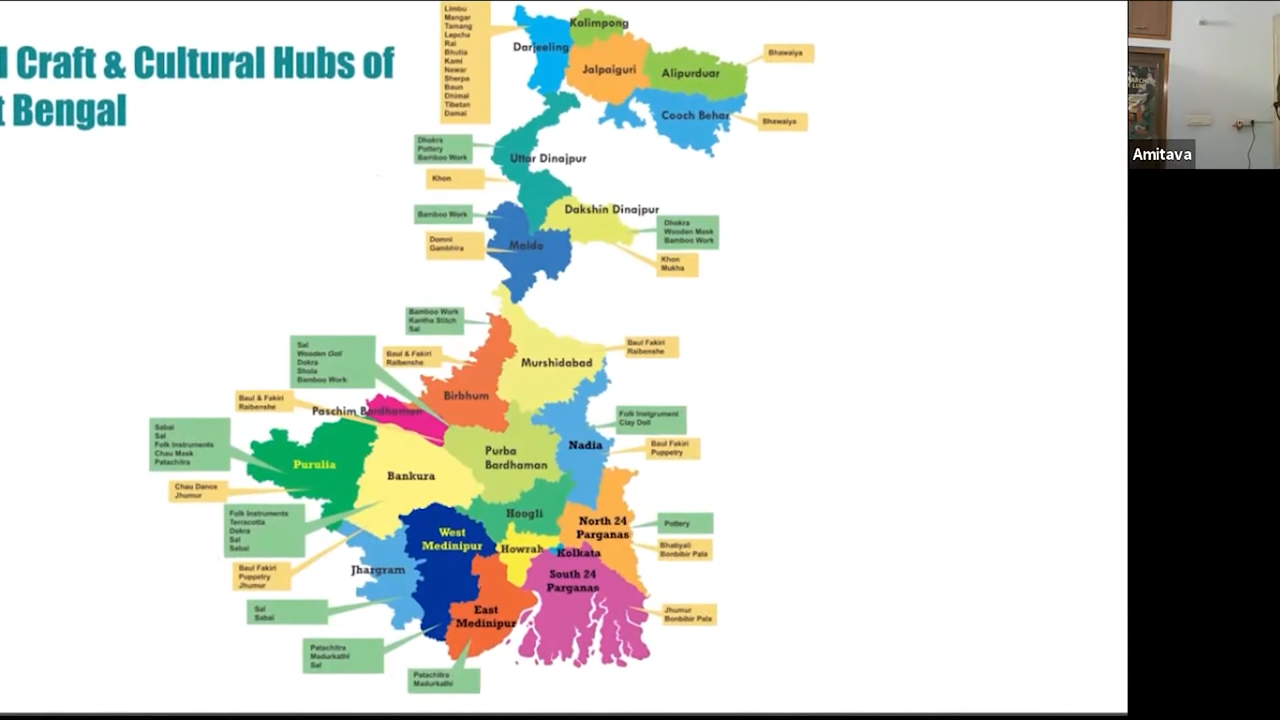 l Craft & Cultural Hubs of
t Bengal
Limbu
Mangar
Tamang
Lepcha
Rai
Bhutia
Kami
Newar
Sherpa
Baun
Dhimal
Tibetan
Damai
Kalimpong
Darjeeling
Jalpaiguri
Alipurduar
Bhawaiya
Cooch Behar
Bhawaiya
Dhokra
Pottery
Bamboo Work
Uttar Dinajpur
Khon
Bamboo Work
Dakshin Dinajpur
Dhokra
Wooden Mask
Bamboo Work
Domni
Gambhira
Malda
Khon
Mukha
Bamboo Work
Kantha Stitch
Sal
Sal
Wooden Doll
Dokra
Shola
Bamboo Work
Baul & Fakiri
Raibenshe
Murshidabad
Baul Fakiri
Raibenshe
Birbhum
Baul & Fakiri
Raibenshe
Paschim Bardhaman
Folk Instgrument
Clay Doll
Sabai
Sal
Folk Instruments
Chau Mask
Patachitra
Nadia
Baul Fakiri
Puppetry
Purulia
Bankura
Purba
Bardhaman
Chau Dance
Jhumur
Folk Instruments
Terracotta
Dokra
Sal
Sabai
Hoogli
North 24
Parganas
Pottery
West
Medinipur
Howrah
Kolkata
Bhatiyali
Bonbibir Pala
Baul Fakiri
Puppetry
Jhumur
Jhargram
South 24
Parganas
Sal
Sabai
East
Medinipur
Jhumur
Bonbibir Pala
Patachitra
Madurkathi
Sal
Patachitra
Madurkathi
Amitava